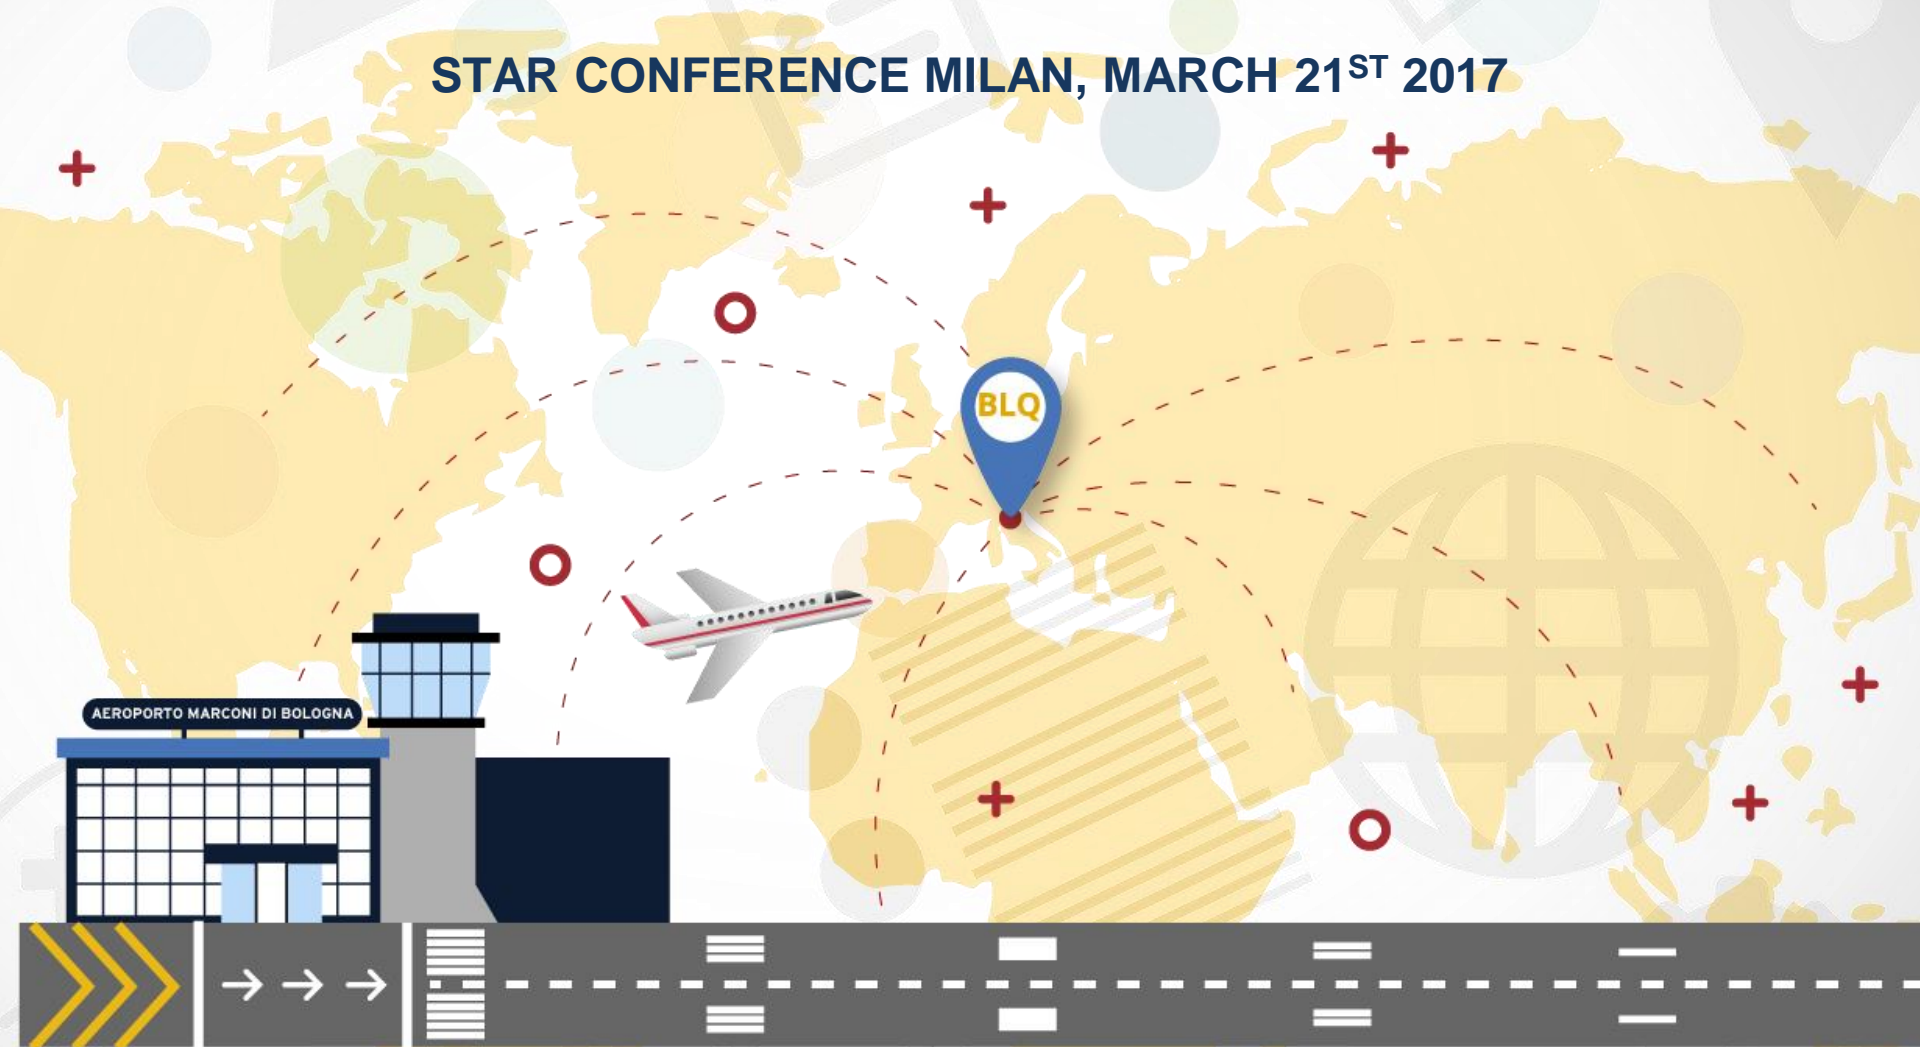 STAR CONFERENCE MILAN, MARCH 21ST 2017
BLQ
AEROPORTO MARCONI DI BOLOGNA